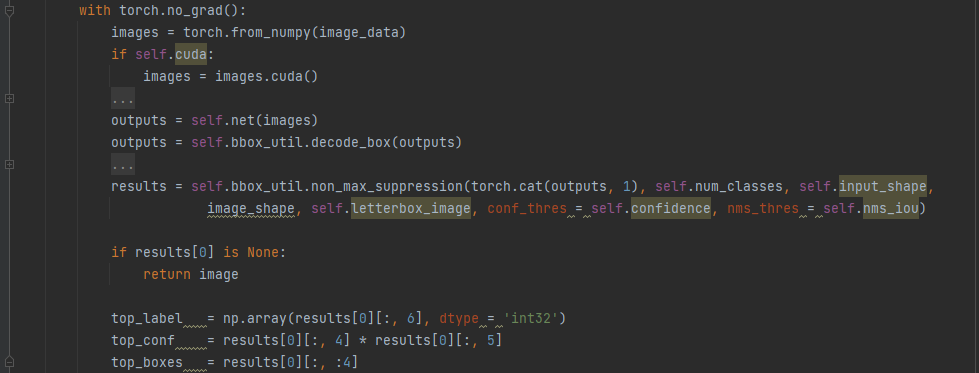 with torch.no_grad():
    images = torch.from_numpy(image_data)
    if self.cuda:
        images = images.cuda()
    ...
    outputs = self.net(images)
    outputs = self.bbox_util.decode_box(outputs)
    ...
    results = self.bbox_util.non_max_suppression(torch.cat(outputs, 1), self.num_classes, self.input_shape,
                image_shape, self.letterbox_image, conf_thres = self.confidence, nms_thres = self.nms_iou)
    if results[0] is None:
        return image
    top_label   = np.array(results[0][:, 6], dtype = 'int32')
    top_conf    = results[0][:, 4] * results[0][:, 5]
    top_boxes   = results[0][:, :4]